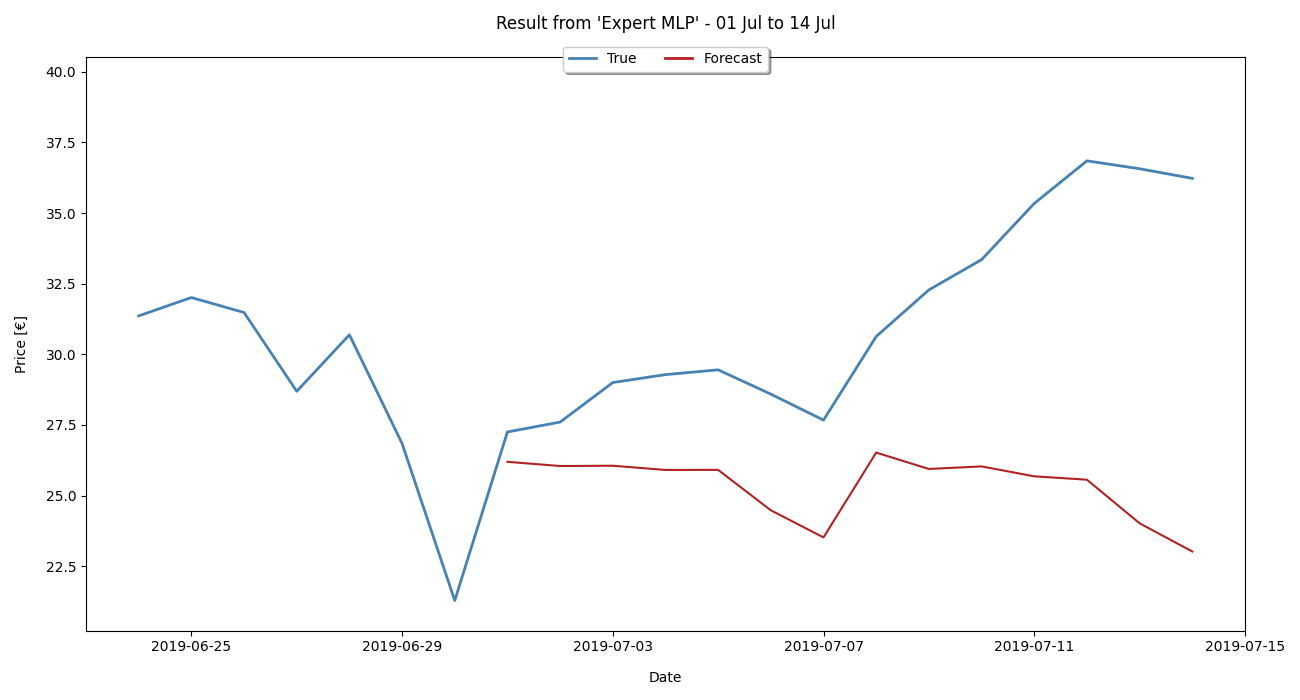 Result from 'Expert MLP' - 01 Jul to 14 Jul
True Forecast
40.0
37.5
35.0
32.5
30.0
27.5
25.0
22.5
Price [€]
2019-06-25 2019-06-29 2019-07-03 2019-07-07 2019-07-11 2019-07-15
Date